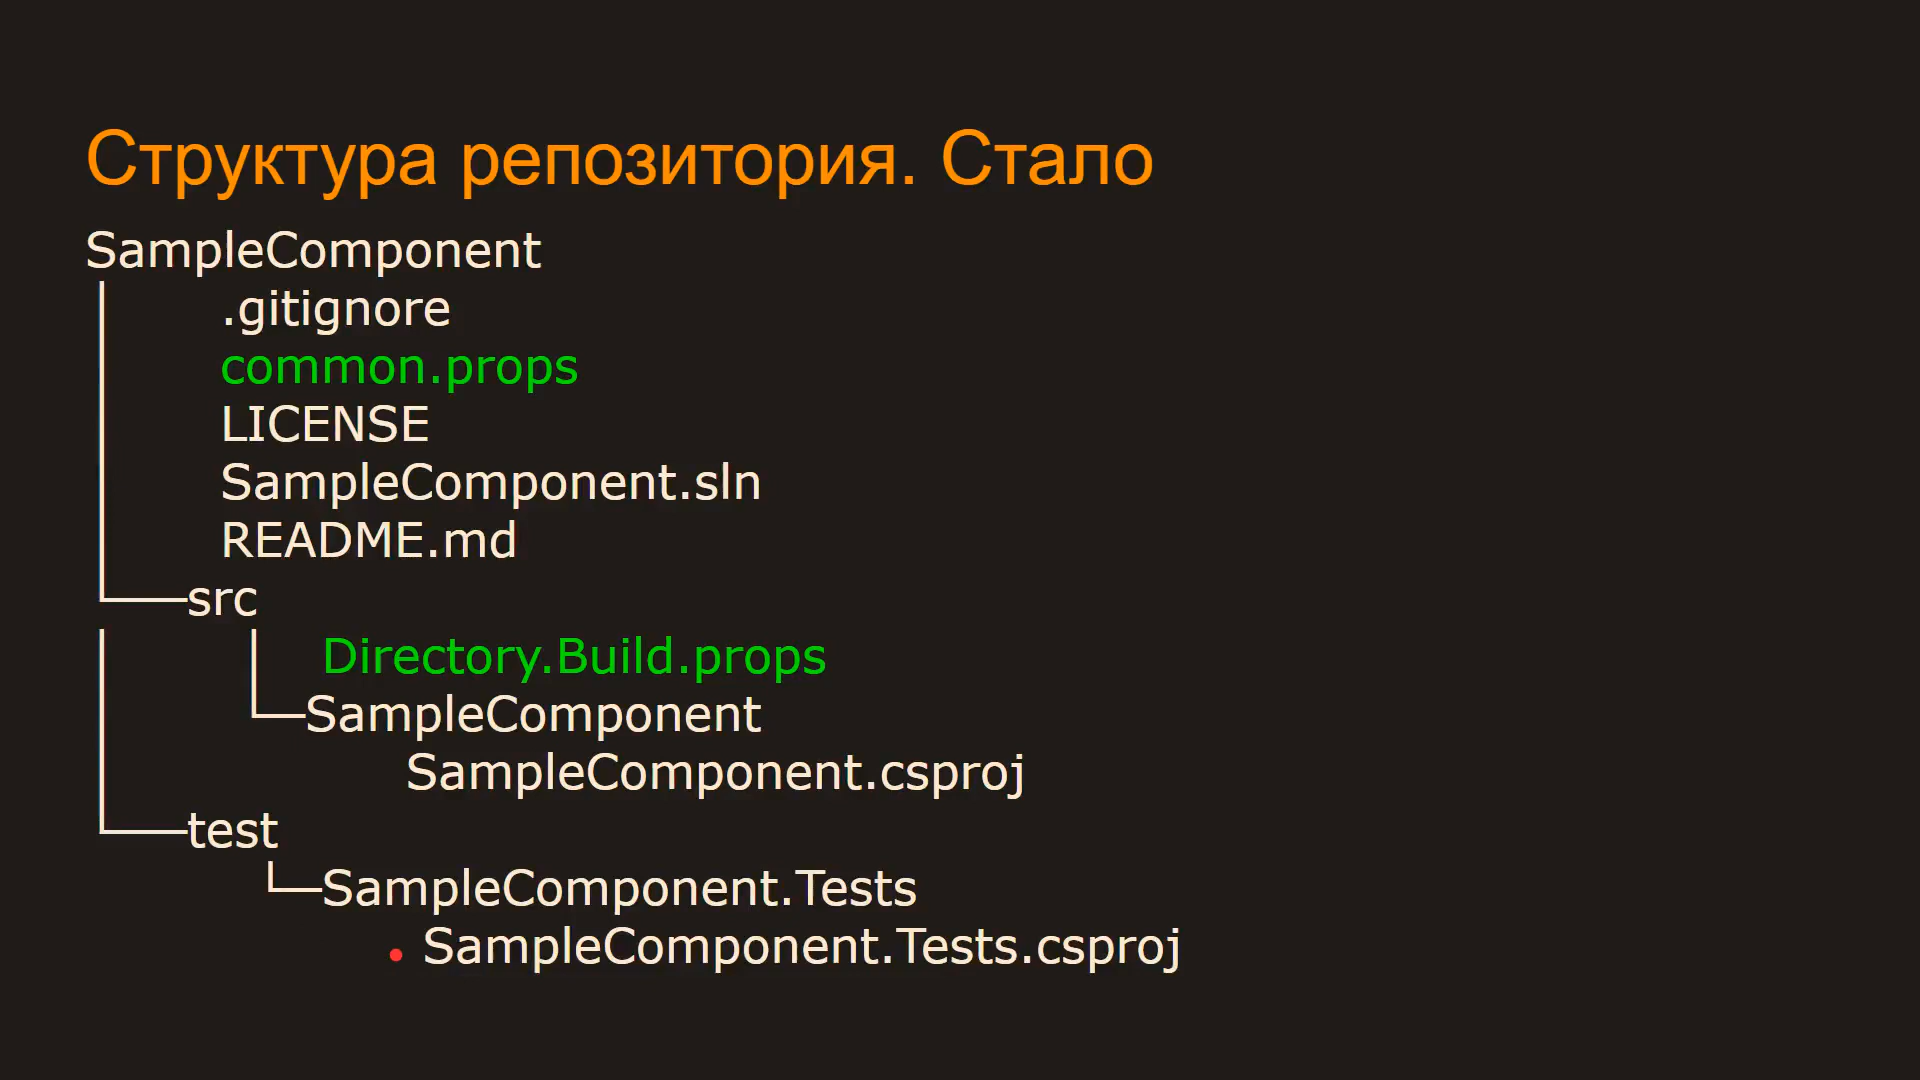 Структура репозитория. Стало
SampleComponent
.gitignore
common.props
LICENSE
SampleComponent.sln
README.md
src
Directory.Build.props
SampleComponent
SampleComponent.csproj
test
SampleComponent.Tests
SampleComponent.Tests.csproj